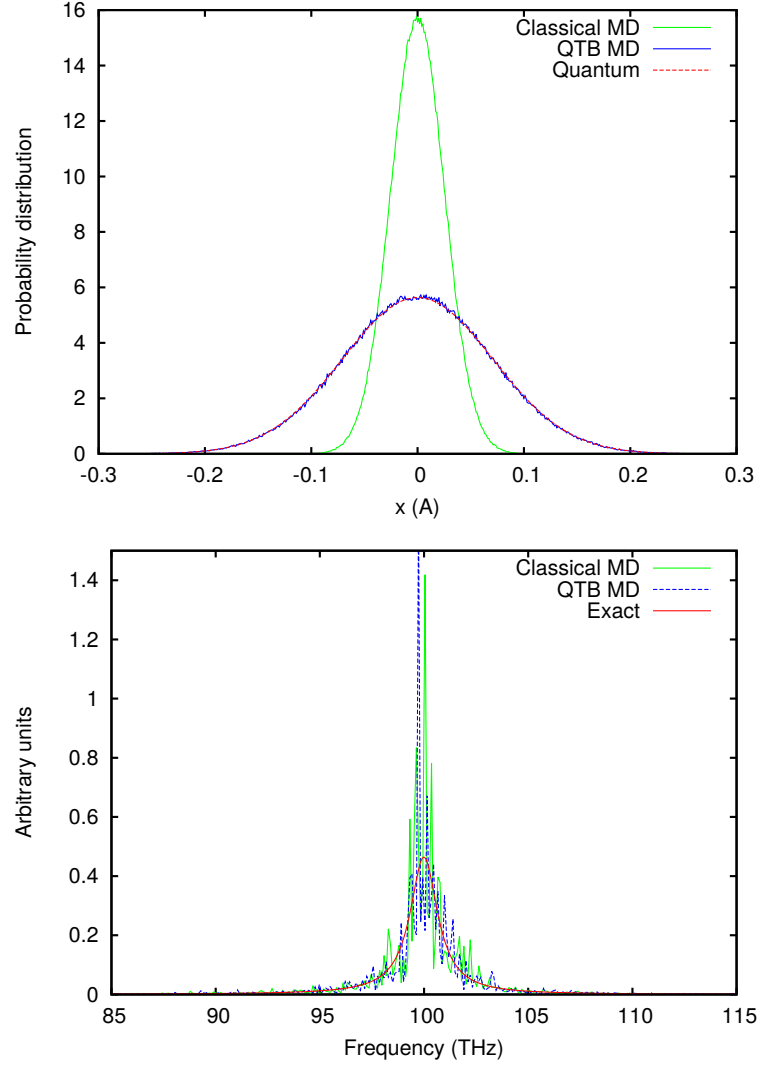 16
14
12
10
8
6
4
2
0
Probability distribution
Classical MD
QTB MD
Quantum
-0.3 -0.2 -0.1 0 0.1 0.2 0.3
x (A)
1.4
1.2
1
0.8
0.6
0.4
0.2
0
Arbitrary units
Classical MD
QTB MD
Exact
85 90 95 100 105 110 115
Frequency (THz)